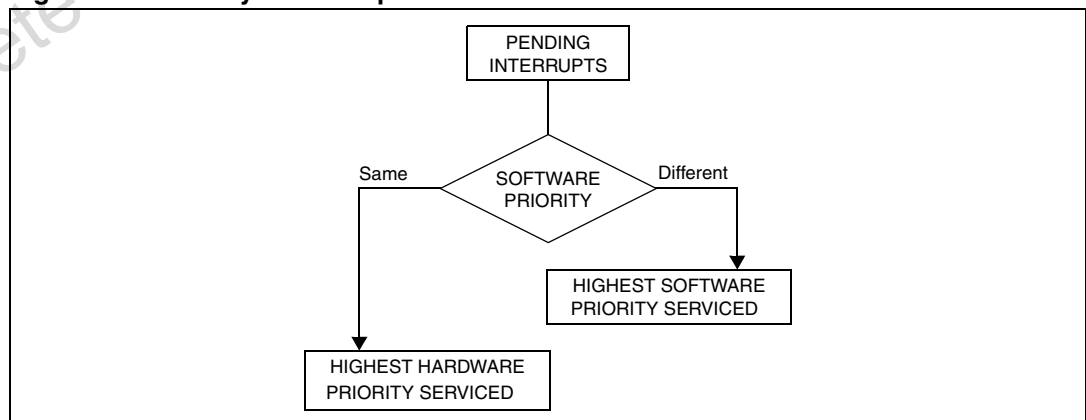 PENDING
INTERRUPTS
Same
SOFTWARE
PRIORITY
Different
HIGHEST SOFTWARE
PRIORITY SERVICED
HIGHEST HARDWARE
PRIORITY SERVICED